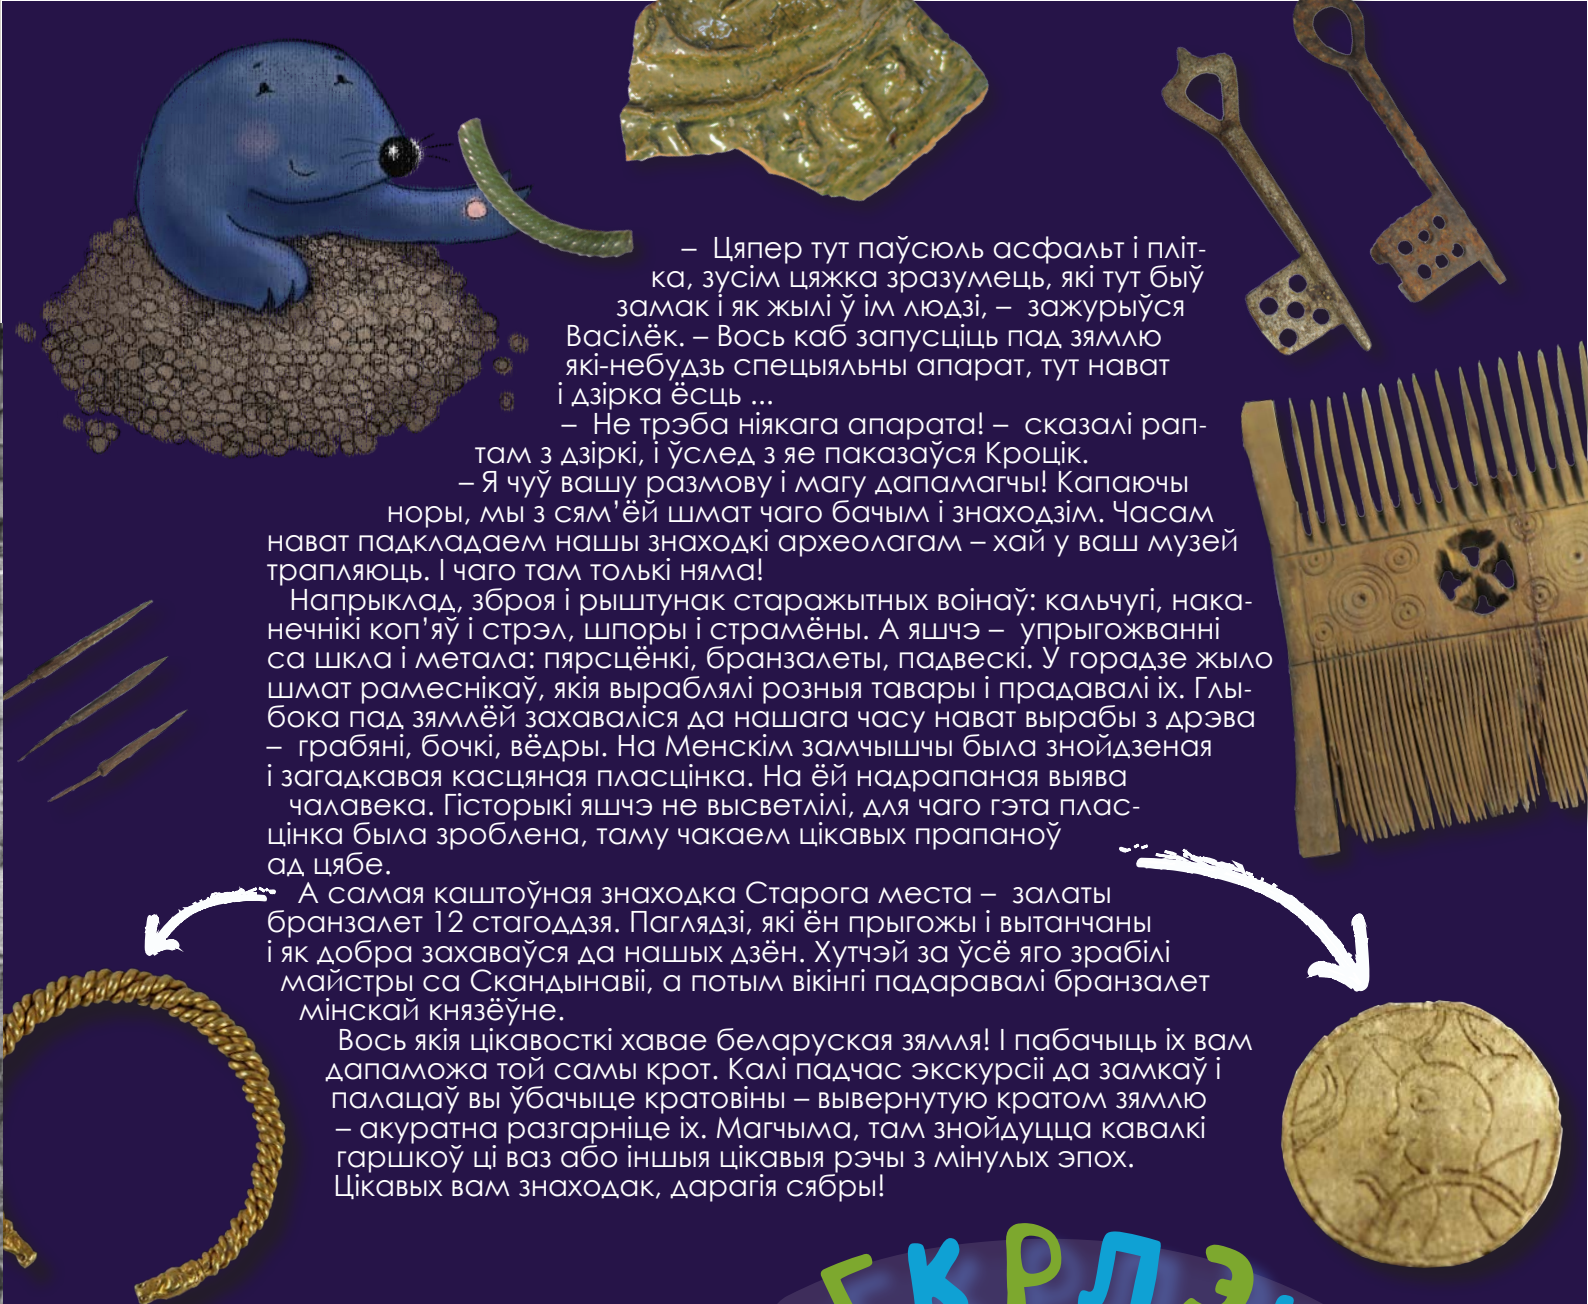 – Цяпер тут паўсюль асфальт і пліт-
ка, зусім цяжка зразумець, які тут быў
замак і як жылі ў ім людзі, – зажурыўся
Васілёк. – Вось каб запусціць пад зямлю
які-небудзь спецыяльны апарат, тут нават
і дзірка ёсць ...
– Не трэба ніякага апарата! – сказалі рап-
там з дзіркі, і ўслед з яе паказаўся Кроцік.
– Я чуў вашу размову і магу дапамагчы! Капаючы
норы, мы з сям’ёй шмат чаго бачым і знаходзім. Часам
нават падкладаем нашы знаходкі археолагам – хай у ваш музей
трапляюць. І чаго там толькі няма!
Напрыклад, зброя і рыштунак старажытных воінаў: кальчугі, нака-
нечнікі коп’яў і стрэл, шпоры і страмёны. А яшчэ – упрыгожванні
са шкла і метала: пярсцёнкі, бранзалеты, падвескі. У горадзе жыло
шмат рамеснікаў, якія выраблялі розныя тавары і прадавалі іх. Глы-
бока пад зямлёй захаваліся да нашага часу нават вырабы з дрэва
– грабяні, бочкі, вёдры. На Менскім замчышчы была знойдзеная
і загадкавая касцяная пласцінка. На ёй надрапаная выява
чалавека. Гісторыкі яшчэ не высветлілі, для чаго гэта плас-
цінка была зроблена, таму чакаем цікавых прапаноў
ад цябе.
А самая каштоўная знаходка Старога места – залаты
бранзалет 12 стагоддзя. Паглядзі, які ён прыгожы і вытанчаны
і як добра захаваўся да нашых дзён. Хутчэй за ўсё яго зрабілі
майстры са Скандынавіі, а потым вікінгі падаравалі бранзалет
мінскай князёўне.
Вось якія цікавосткі хавае беларуская зямля! І пабачыць іх вам
дапаможа той самы крот. Калі падчас экскурсіі да замкаў і
палацаў вы ўбачыце кратовіны – вывернутую кратом зямлю
– акуратна разгарніце іх. Магчыма, там знойдуцца кавалкі
гаршкоў ці ваз або іншыя цікавыя рэчы з мінулых эпох.
Цікавых вам знаходак, дарагія сябры!